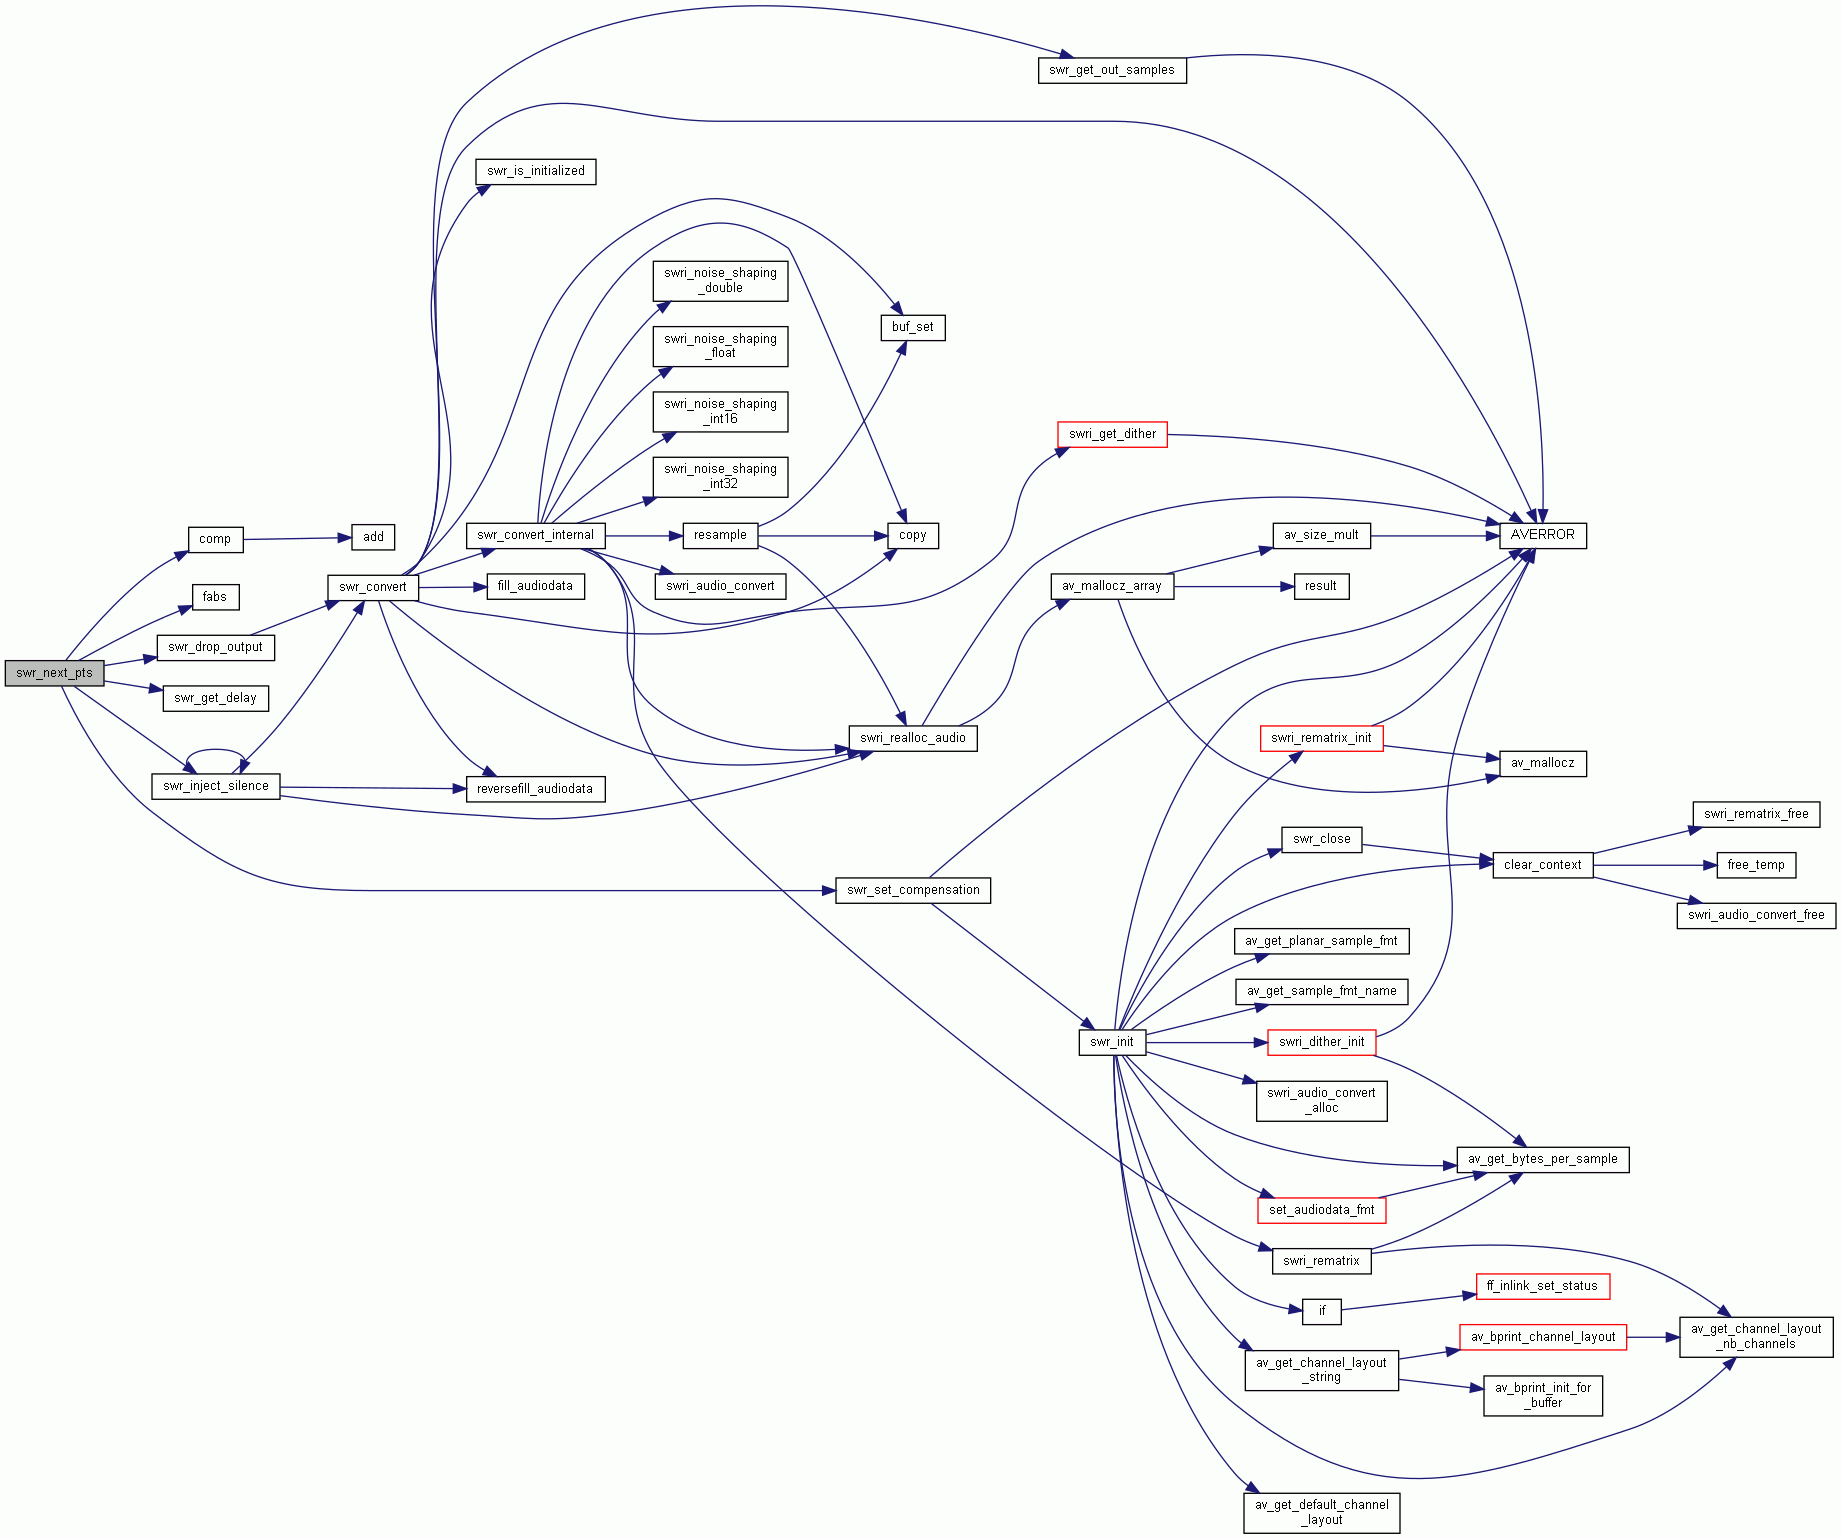 swr_get_out_samples
swr_is_initialized
swri_noise_shaping
_double
buf_set
swri_noise_shaping
_float
swri_noise_shaping
_int16
swri_get_dither
swri_noise_shaping
_int32
comp
add
swr_convert_internal
resample
copy
av_size_mult
AVERROR
fabs
swr_convert
fill_audiodata
swri_audio_convert
av_mallocz_array
result
swr_drop_output
swr_next_pts
swr_get_delay
swri_realloc_audio
swri_rematrix_init
av_mallocz
swr_inject_silence
reversefill_audiodata
swri_rematrix_free
swr_close
clear_context
free_temp
swr_set_compensation
swri_audio_convert_free
av_get_planar_sample_fmt
av_get_sample_fmt_name
swr_init
swri_dither_init
swri_audio_convert
_alloc
av_get_bytes_per_sample
set_audiodata_fmt
swri_rematrix
ff_inlink_set_status
if
av_bprint_channel_layout
av_get_channel_layout
_nb_channels
av_get_channel_layout
_string
av_bprint_init_for
_buffer
av_get_default_channel
_layout